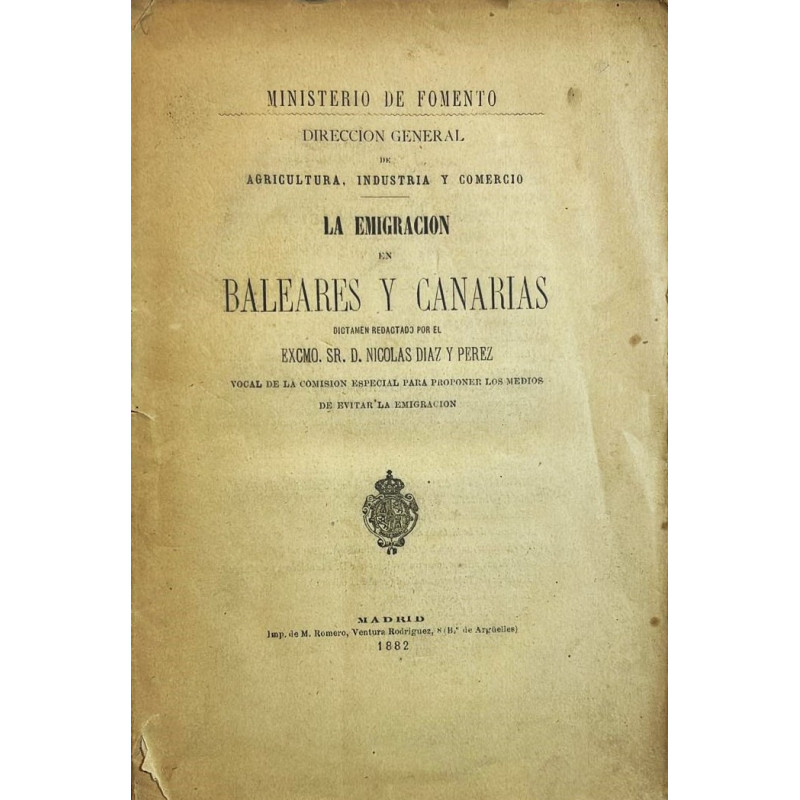 MINISTERIO DE FOMENTO
DIRECCION GENERAL
DE
AGRICULTURA, INDUSTRIA Y COMERCIO
LA EMIGRACION
EN
BALEARES Y CANARIAS
DICTAMEN REDACTADO POR EL
EXCMO. SR. D. NICOLAS DIAZ Y PEREZ
VOCAL DE LA COMISION ESPECIAL PARA PROPONER LOS MEDIOS
DE EVITAR LA EMIGRACION
MADRID
Imp. de M. Romero, Ventura Rodriguez, 8 (B.º de Argüelles)
1882